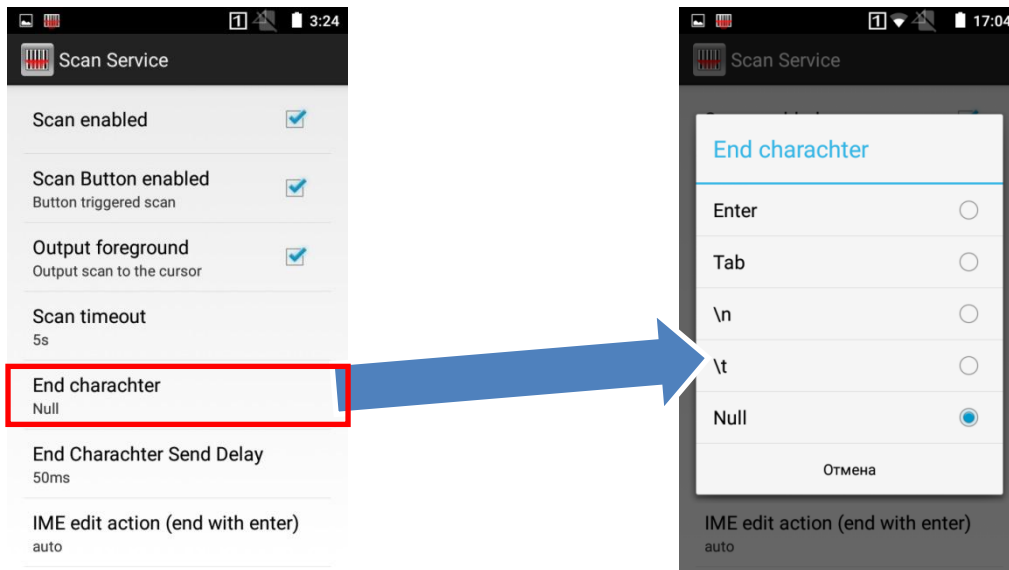 1 3:24
Scan Service
Scan enabled
Scan Button enabled
Button triggered scan
Output foreground
Output scan to the cursor
Scan timeout
5s
End charachter
Null
End Charachter Send Delay
50ms
IME edit action (end with enter)
auto
1 17:04
Scan Service
End charachter
Enter
Tab
\n
\t
Null
Отмена
IME edit action (end with enter)
auto